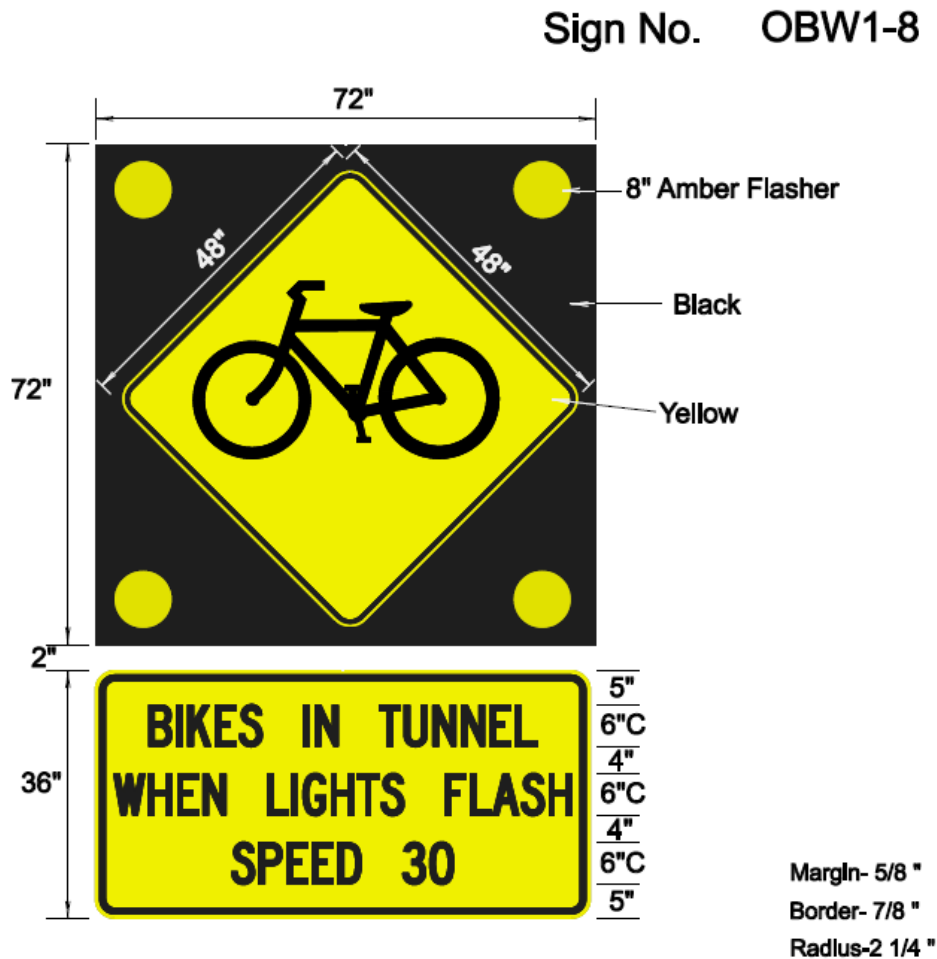 Sign No. OBW1-8
72"
8" Amber Flasher
48"
48"
Black
72"
Yellow
2"
5"
BIKES IN TUNNEL
6"C
4"
36"
WHEN LIGHTS FLASH
6"C
4"
SPEED 30
6"C
5"
Margin- 5/8 "
Border- 7/8 "
Radius-2 1/4 "